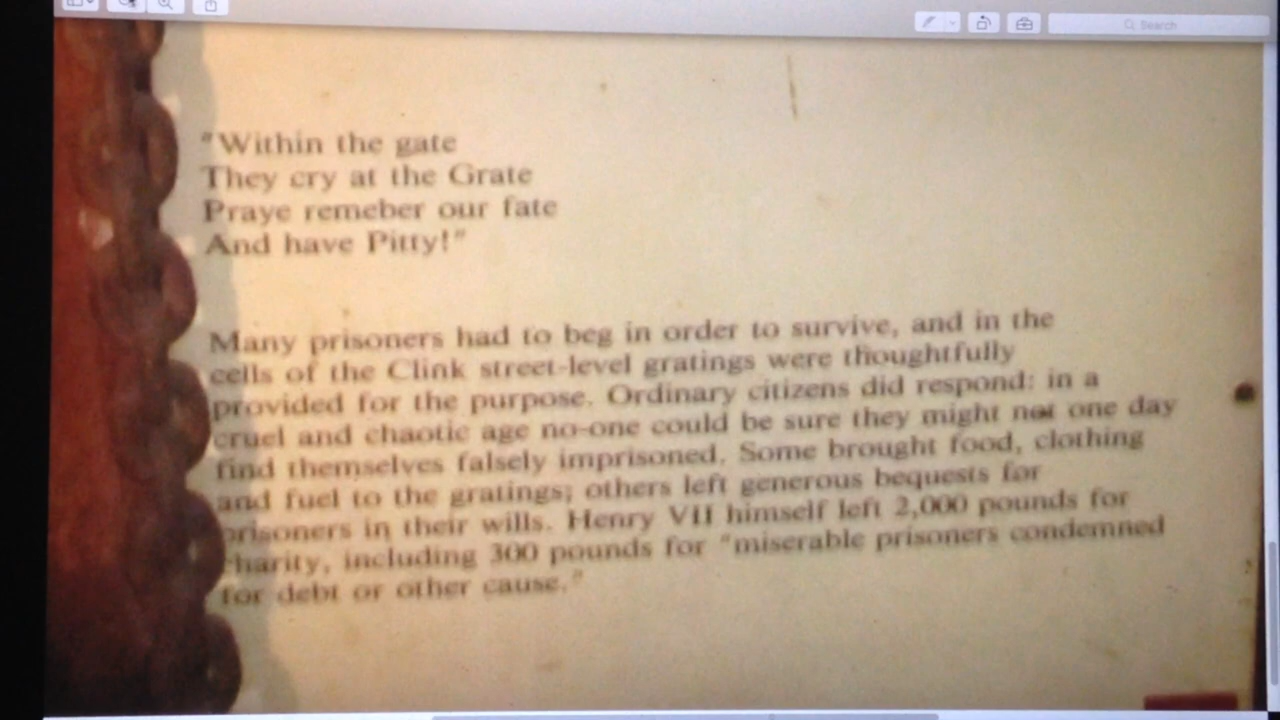 Search
"Within the gate
They cry at the Grate
Praye remeber our fate
And have Pitty!"
Many prisoners had to beg in order to survive, and in the
cells of the Clink street-level gratings were thoughtfully
provided for the purpose. Ordinary citizens did respond: in a
cruel and chaotic age no-one could be sure they might not one day
find themselves falsely imprisoned. Some brought food, clothing
and fuel to the gratings; others left generous bequests for
prisoners in their wills. Henry VII himself left 2,000 pounds for
charity, including 300 pounds for "miserable prisoners condemned
for debt or other cause."